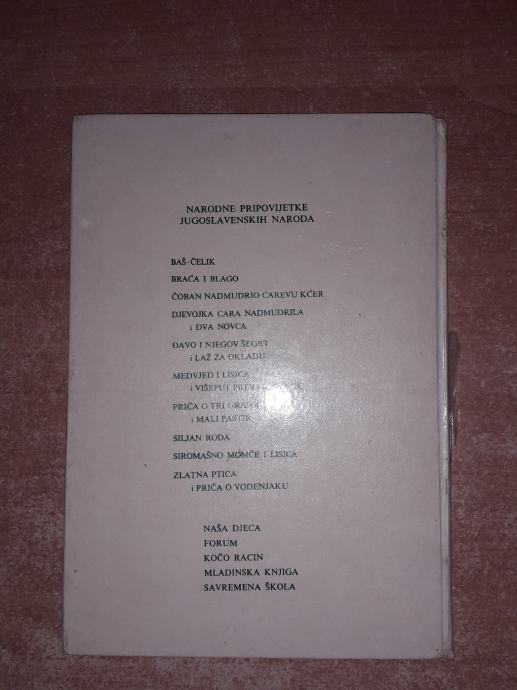 NARODNE PRIPOVIJETKE
JUGOSLAVENSKIH NARODA
BAŠ-ČELIK
BRAĆA I BLAGO
ČOBAN NADMUDRIO CAREVU KĆER
DJEVOJKA CARA NADMUDRILA
i DVA NOVCA
ĐAVO I NJEGOV ŠEGRT
i LAŽ ZA OKLADU
MEDVJED I LISICA
i VIŠEPUT
PRIČA O TRI
i MALI PASTIR
SILJAN RODA
SIROMAŠNO MOMČE I LISICA
ZLATNA PTICA
i PRIČA O VODENJAKU
NAŠA DJECA
FORUM
KOČO RACIN
MLADINSKA KNJIGA
SAVREMENA ŠKOLA